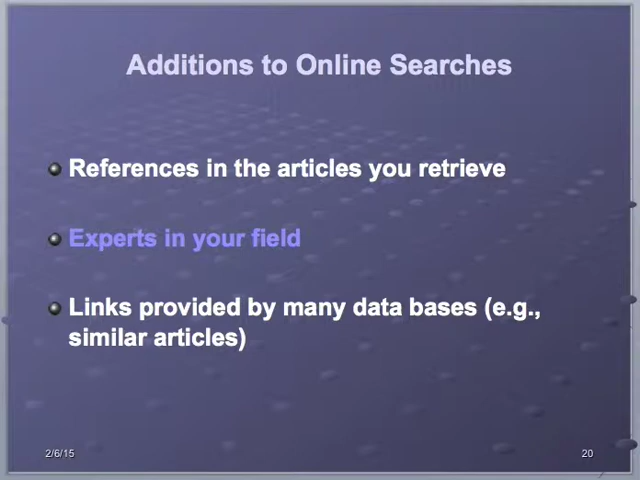 Additions to Online Searches
References in the articles you retrieve
Experts in your field
Links provided by many data bases (e.g.,
similar articles)
2/6/15
20